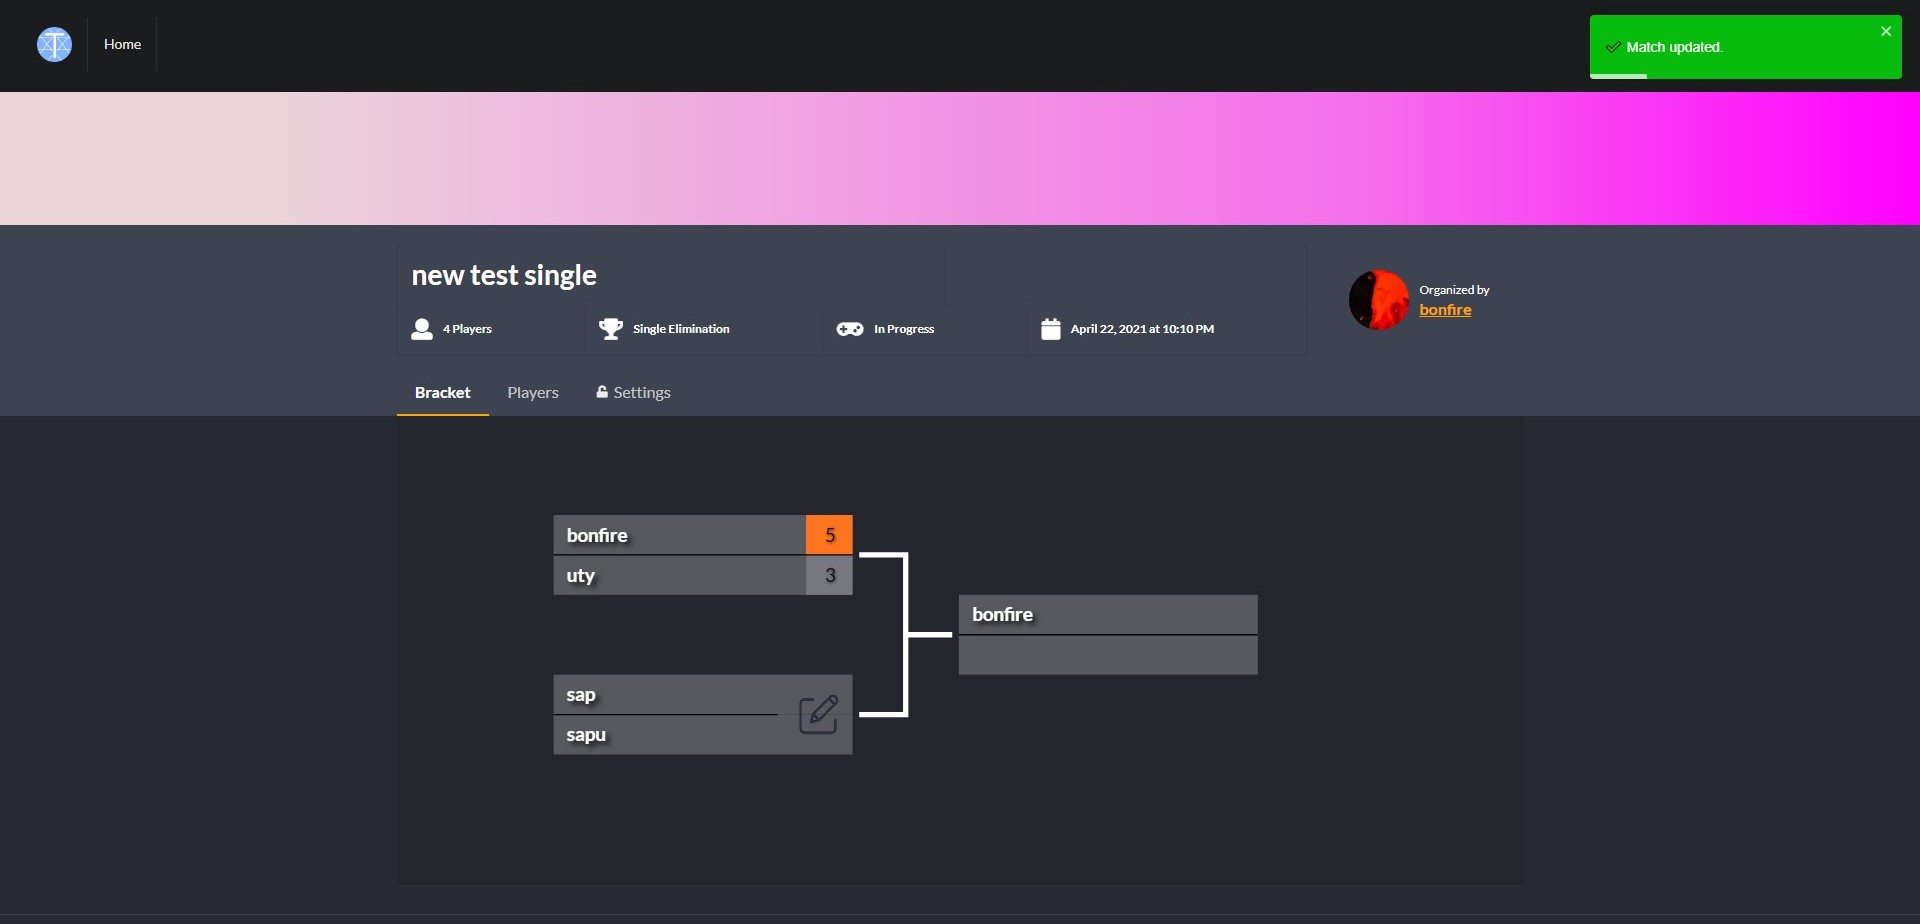 T
Home
Match updated.
new test single
4 Players
Single Elimination
In Progress
April 22, 2021 at 10:10 PM
Organized by
bonfire
Bracket
Players
Settings
bonfire 5
uty 3
bonfire
sap
sapu